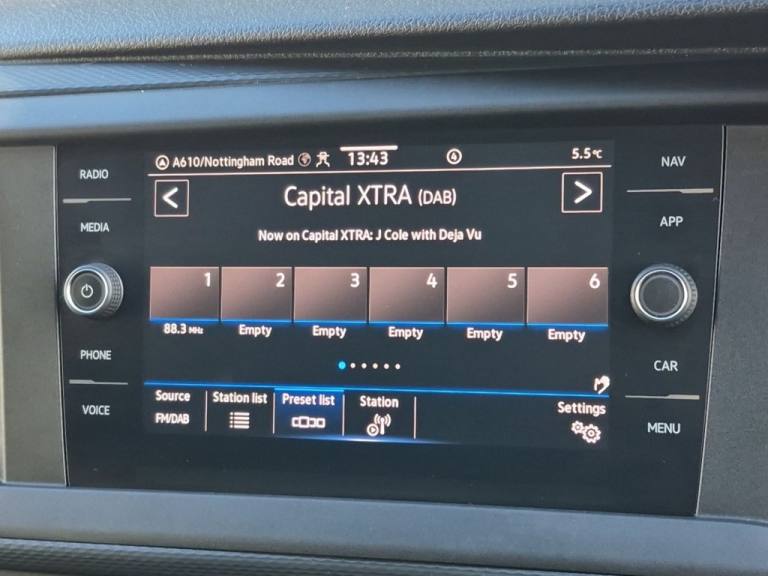 RADIO
MEDIA
PHONE
VOICE
A610/Nottingham Road
13:43
4
5.5°C
<
Capital XTRA (DAB)
>
Now on Capital XTRA: J Cole with Deja Vu
1 2 3 4 5 6
88.3 MHz Empty Empty Empty Empty Empty
Source
FM/DAB
Station list
Preset list
Station
Settings
NAV
APP
CAR
MENU